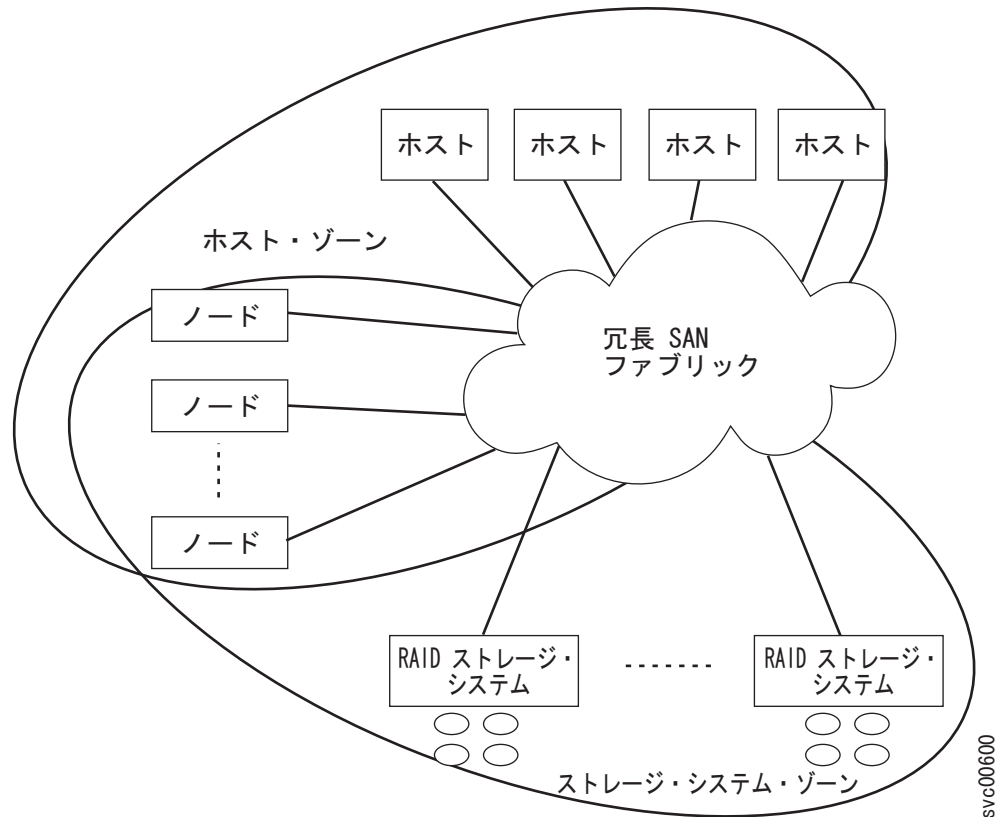 ホスト
ホスト
ホスト
ホスト
ホスト・ゾーン
ノード
冗長 SAN
ファブリック
ノード
ノード
RAID ストレージ・
システム
RAID ストレージ・
システム
ストレージ・システム・ゾーン
svc00600